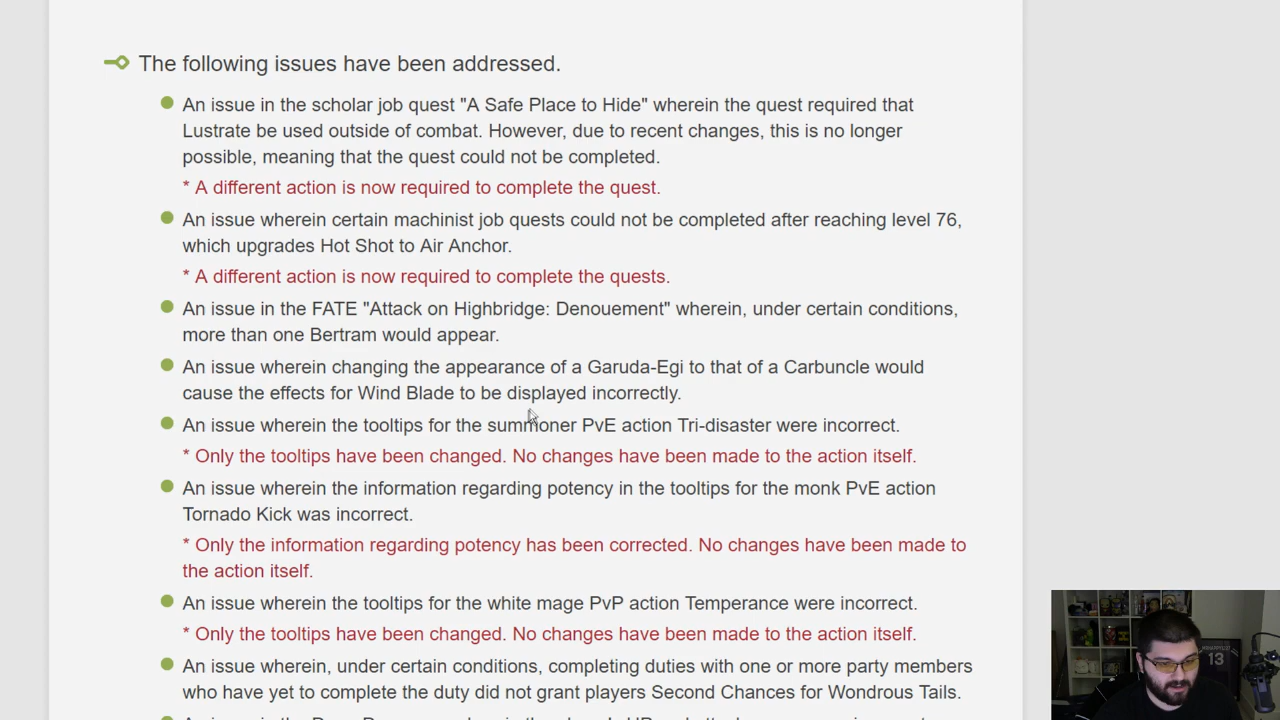 The following issues have been addressed.
An issue in the scholar job quest "A Safe Place to Hide" wherein the quest required that
Lustrate be used outside of combat. However, due to recent changes, this is no longer
possible, meaning that the quest could not be completed.
* A different action is now required to complete the quest.
An issue wherein certain machinist job quests could not be completed after reaching level 76,
which upgrades Hot Shot to Air Anchor.
* A different action is now required to complete the quests.
An issue in the FATE "Attack on Highbridge: Denouement" wherein, under certain conditions,
more than one Bertram would appear.
An issue wherein changing the appearance of a Garuda-Egi to that of a Carbuncle would
cause the effects for Wind Blade to be displayed incorrectly.
An issue wherein the tooltips for the summoner PvE action Tri-disaster were incorrect.
* Only the tooltips have been changed. No changes have been made to the action itself.
An issue wherein the information regarding potency in the tooltips for the monk PvE action
Tornado Kick was incorrect.
* Only the information regarding potency has been corrected. No changes have been made to
the action itself.
An issue wherein the tooltips for the white mage PvP action Temperance were incorrect.
* Only the tooltips have been changed. No changes have been made to the action itself.
An issue wherein, under certain conditions, completing duties with one or more party members
who have yet to complete the duty did not grant players Second Chances for Wondrous Tails.
13